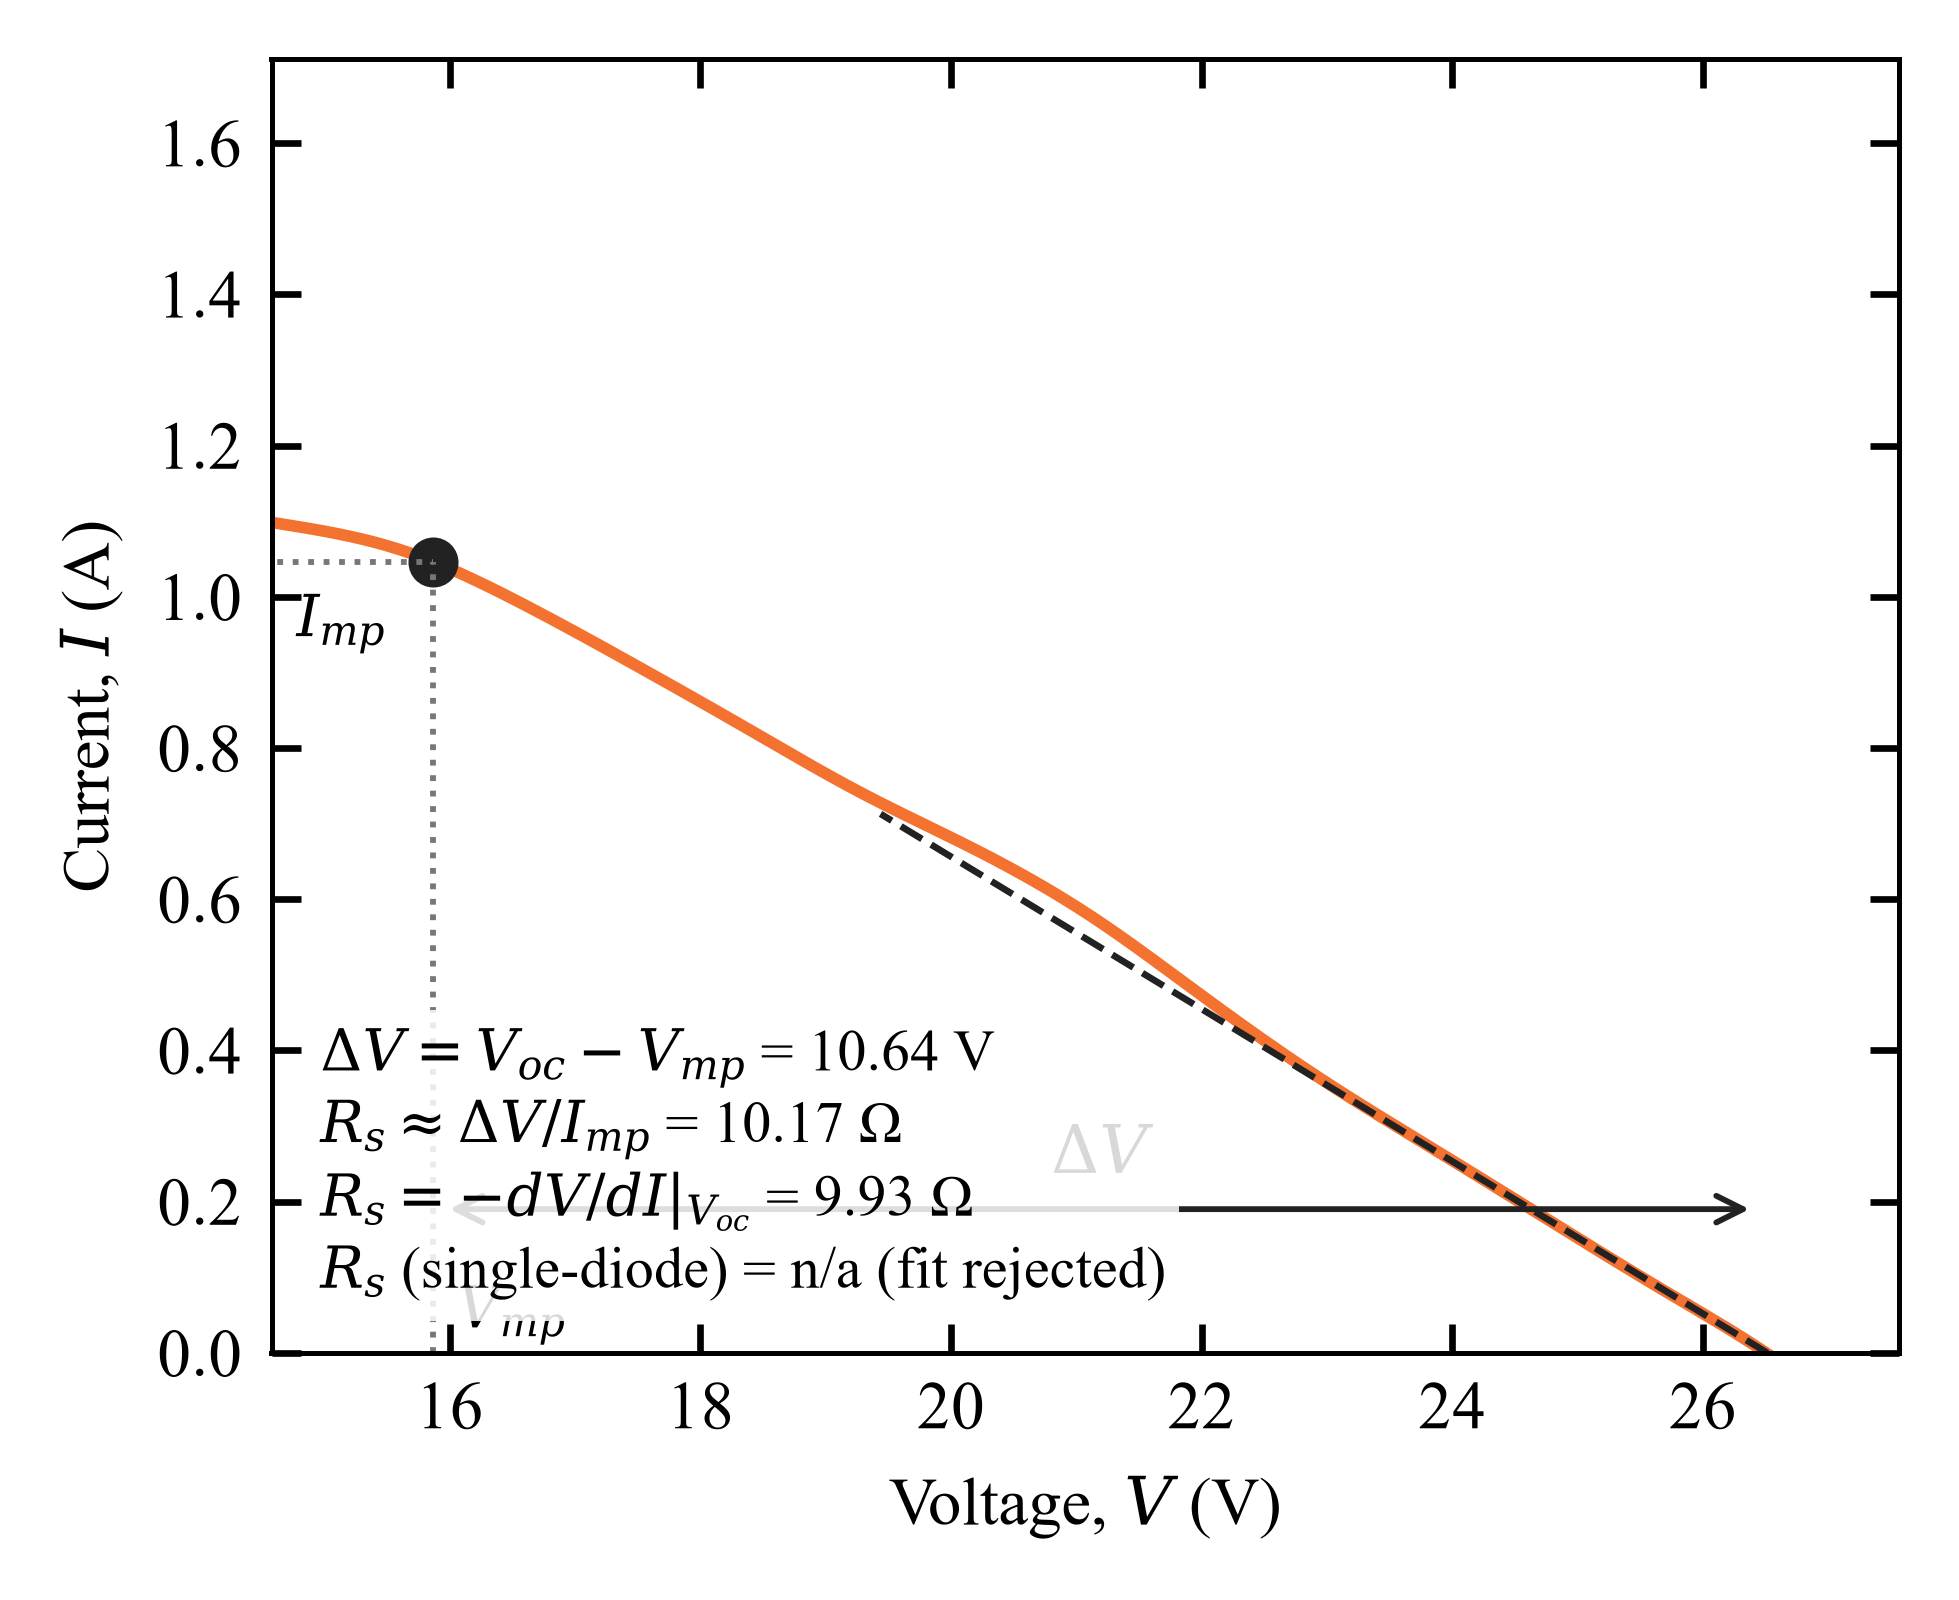 1.6
1.4
1.2
1.0
0.8
0.6
0.4
0.2
0.0
Current, I (A)
I_mp
ΔV = V_oc − V_mp = 10.64 V
R_s ≈ ΔV/I_mp = 10.17 Ω
ΔV
R_s = −dV/dI|_V_oc = 9.93 Ω
R_s (single-diode) = n/a (fit rejected)
V_mp
16 18 20 22 24 26
Voltage, V (V)